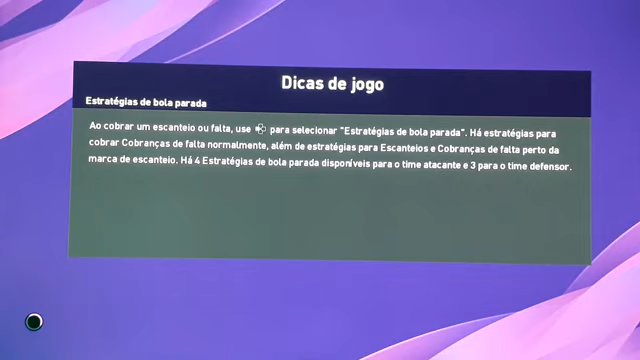 Dicas de jogo
Estratégias de bola parada
Ao cobrar um escanteio ou falta, use para selecionar "Estratégias de bola parada". Há estratégias para
cobrar Cobranças de falta normalmente, além de estratégias para Escanteios e Cobranças de falta perto da
marca de escanteio. Há 4 Estratégias de bola parada disponíveis para o time atacante e 3 para o time defensor.